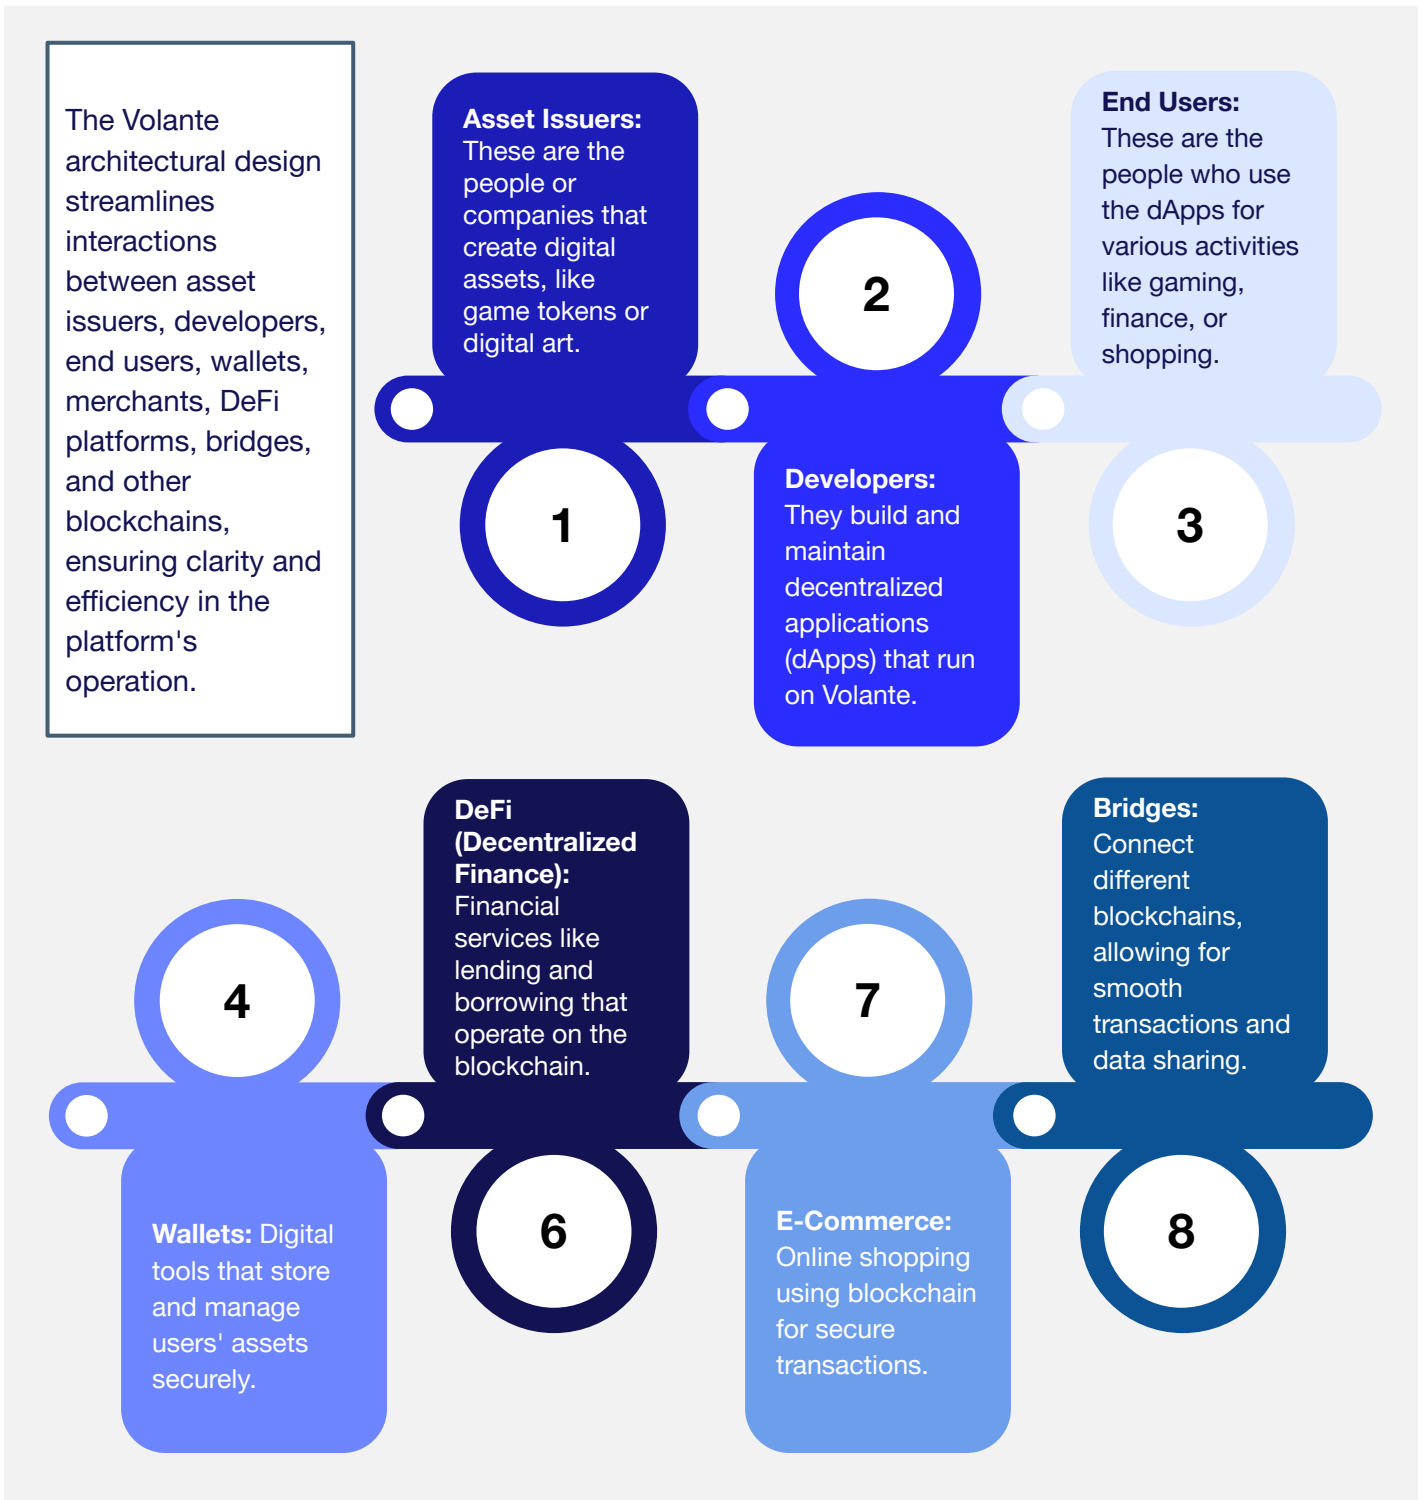 The Volante
architectural design
streamlines
interactions
between asset
issuers, developers,
end users, wallets,
merchants, DeFi
platforms, bridges,
and other
blockchains,
ensuring clarity and
efficiency in the
platform's
operation.
Asset Issuers:
These are the
people or
companies that
create digital
assets, like
game tokens or
digital art.
1
2
Developers:
They build and
maintain
decentralized
applications
(dApps) that run
on Volante.
End Users:
These are the
people who use
the dApps for
various activities
like gaming,
finance, or
shopping.
3
4
Wallets: Digital
tools that store
and manage
users' assets
securely.
DeFi
(Decentralized
Finance):
Financial
services like
lending and
borrowing that
operate on the
blockchain.
6
7
E-Commerce:
Online shopping
using blockchain
for secure
transactions.
Bridges:
Connect
different
blockchains,
allowing for
smooth
transactions and
data sharing.
8